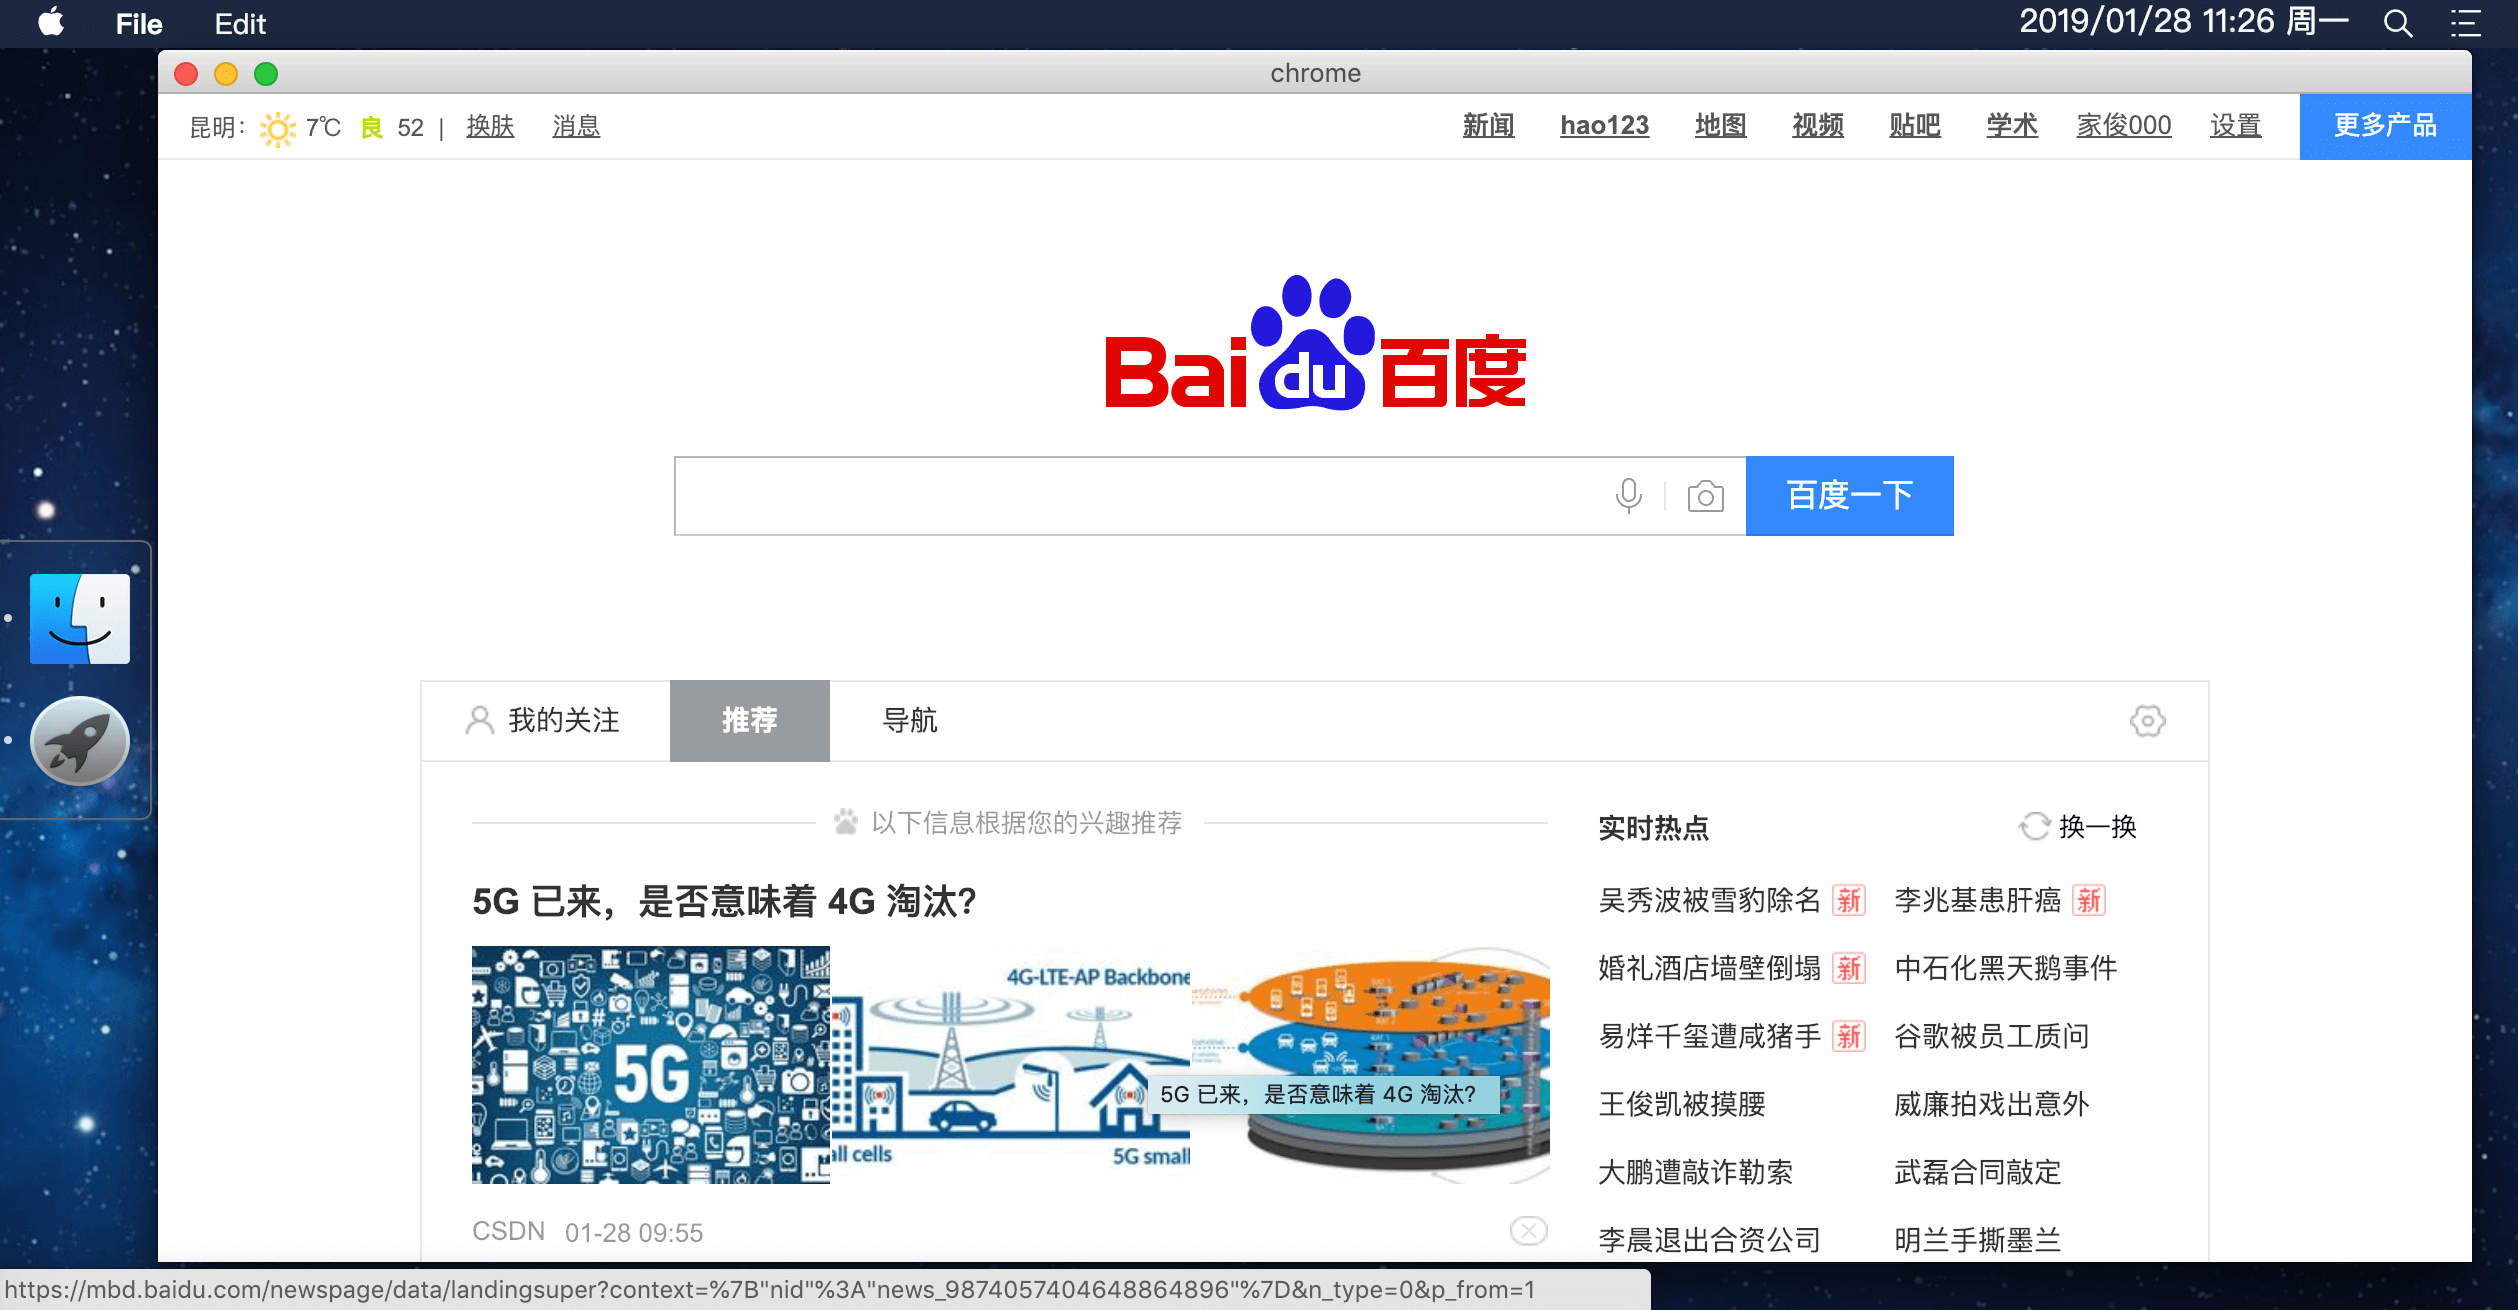 File Edit 2019/01/28 11:26 周一
chrome
昆明： 7℃ 良 52 | 换肤 消息 新闻 hao123 地图 视频 贴吧 学术 家俊000 设置 更多产品
Bai du 百度
百度一下
我的关注 推荐 导航
以下信息根据您的兴趣推荐
5G 已来，是否意味着 4G 淘汰？
5G
4G-LTE-AP Backbone
all cells
5G small
5G 已来，是否意味着 4G 淘汰？
CSDN 01-28 09:55
实时热点 换一换
吴秀波被雪豹除名 新 李兆基患肝癌 新
婚礼酒店墙壁倒塌 新 中石化黑天鹅事件
易烊千玺遭咸猪手 新 谷歌被员工质问
王俊凯被摸腰 威廉拍戏出意外
大鹏遭敲诈勒索 武磊合同敲定
李晨退出合资公司 明兰手撕墨兰
https://mbd.baidu.com/newspage/data/landingsuper?context=%7B"nid"%3A"news_9874057404648864896"%7D&n_type=0&p_from=1